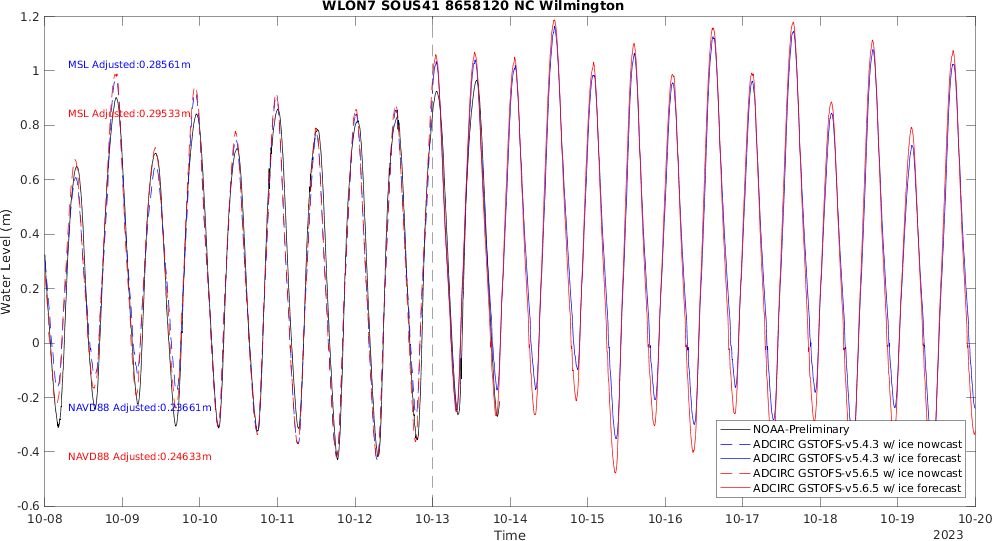 WLON7 SOUS41 8658120 NC Wilmington
Water Level (m)
1.2
1
0.8
0.6
0.4
0.2
0
-0.2
-0.4
-0.6
MSL Adjusted:0.28561m
MSL Adjusted:0.29533m
NAVD88 Adjusted:0.23661m
NAVD88 Adjusted:0.24633m
NOAA-Preliminary
ADCIRC GSTOFS-v5.4.3 w/ ice nowcast
ADCIRC GSTOFS-v5.4.3 w/ ice forecast
ADCIRC GSTOFS-v5.6.5 w/ ice nowcast
ADCIRC GSTOFS-v5.6.5 w/ ice forecast
10-08 10-09 10-10 10-11 10-12 10-13 10-14 10-15 10-16 10-17 10-18 10-19 10-20
Time
2023